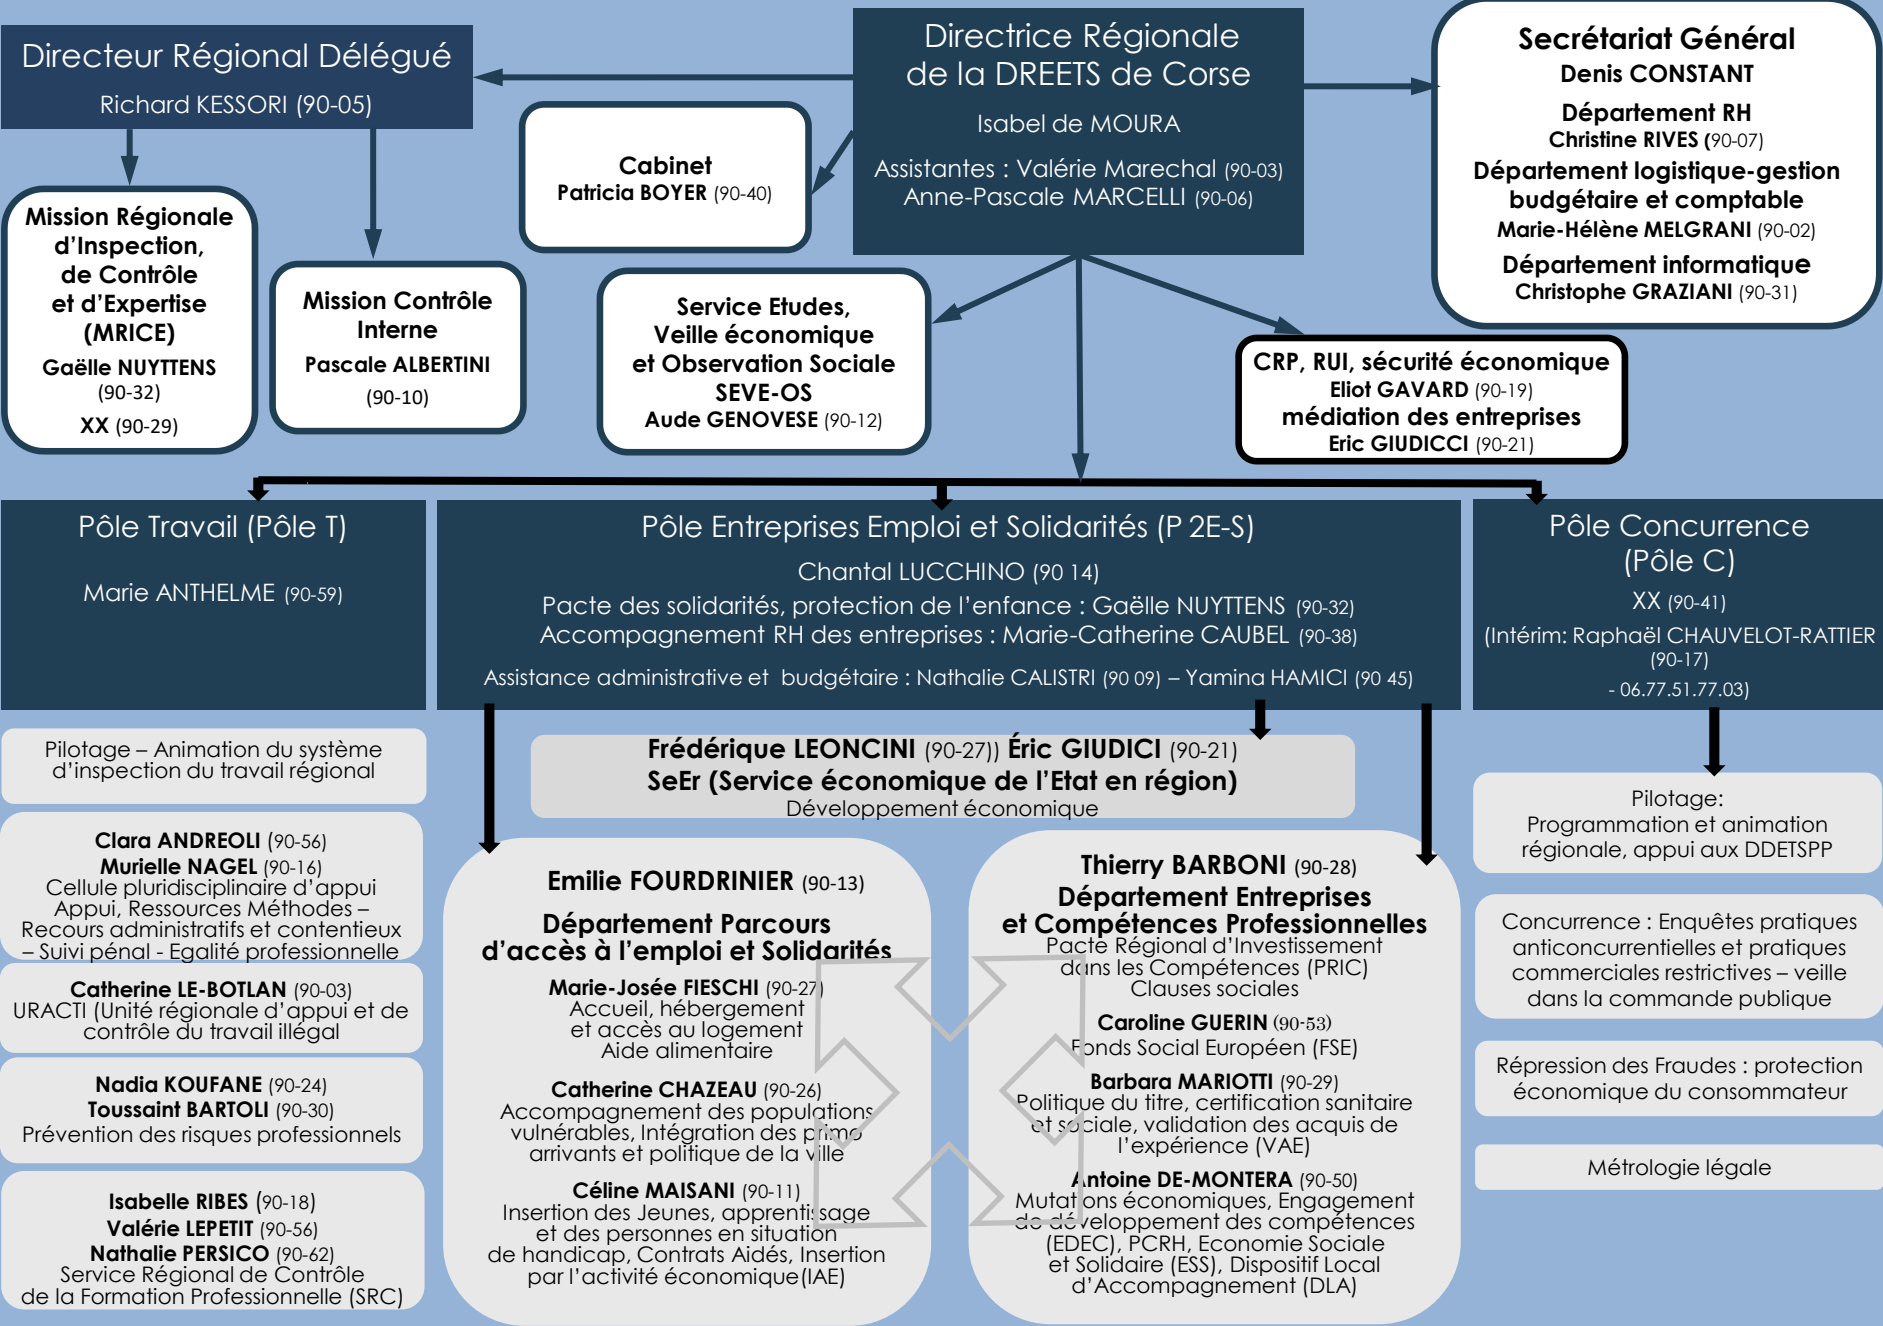 Directeur Régional Délégué
Richard KESSORI (90-05)
Directrice Régionale
de la DREETS de Corse
Isabel de MOURA
Assistantes : Valérie Marechal (90-03)
Anne-Pascale MARCELLI (90-06)
Secrétariat Général
Denis CONSTANT
Département RH
Christine RIVES (90-07)
Département logistique-gestion
budgétaire et comptable
Marie-Hélène MELGRANI (90-02)
Département informatique
Christophe GRAZIANI (90-31)
Cabinet
Patricia BOYER (90-40)
Mission Régionale
d'Inspection,
de Contrôle
et d'Expertise
(MRICE)
Gaëlle NUYTTENS
(90-32)
XX (90-29)
Mission Contrôle
Interne
Pascale ALBERTINI
(90-10)
Service Etudes,
Veille économique
et Observation Sociale
SEVE-OS
Aude GENOVESE (90-12)
CRP, RUI, sécurité économique
Eliot GAVARD (90-19)
médiation des entreprises
Eric GIUDICCI (90-21)
Pôle Travail (Pôle T)
Marie ANTHELME (90-59)
Pôle Entreprises Emploi et Solidarités (P 2E-S)
Chantal LUCCHINO (90 14)
Pacte des solidarités, protection de l'enfance : Gaëlle NUYTTENS (90-32)
Accompagnement RH des entreprises : Marie-Catherine CAUBEL (90-38)
Assistance administrative et  budgétaire : Nathalie CALISTRI (90 09) – Yamina HAMICI (90 45)
Pôle Concurrence
(Pôle C)
XX (90-41)
(Intérim: Raphaël CHAUVELOT-RATTIER
(90-17)
- 06.77.51.77.03)
Pilotage – Animation du système
d'inspection du travail régional
Clara ANDREOLI (90-56)
Murielle NAGEL (90-16)
Cellule pluridisciplinaire d'appui
Appui, Ressources Méthodes –
Recours administratifs et contentieux
– Suivi pénal - Egalité professionnelle
Catherine LE-BOTLAN (90-03)
URACTI (Unité régionale d'appui et de
contrôle du travail illégal
Nadia KOUFANE (90-24)
Toussaint BARTOLI (90-30)
Prévention des risques professionnels
Isabelle RIBES (90-18)
Valérie LEPETIT (90-56)
Nathalie PERSICO (90-62)
Service Régional de Contrôle
de la Formation Professionnelle (SRC)
Frédérique LEONCINI (90-27)) Éric GIUDICI (90-21)
SeEr (Service économique de l'Etat en région)
Développement économique
Emilie FOURDRINIER (90-13)
Département Parcours
d'accès à l'emploi et Solidarités
Marie-Josée FIESCHI (90-27)
Accueil, hébergement
et accès au logement
Aide alimentaire
Catherine CHAZEAU (90-26)
Accompagnement des populations
vulnérables, Intégration des primo
arrivants et politique de la ville
Céline MAISANI (90-11)
Insertion des Jeunes, apprentissage
et des personnes en situation
de handicap, Contrats Aidés, Insertion
par l'activité économique(IAE)
Thierry BARBONI (90-28)
Département Entreprises
et Compétences Professionnelles
Pacte Régional d'Investissement
dans les Compétences (PRIC)
Clauses sociales
Caroline GUERIN (90-53)
Fonds Social Européen (FSE)
Barbara MARIOTTI (90-29)
Politique du titre, certification sanitaire
et sociale, validation des acquis de
l'expérience (VAE)
Antoine DE-MONTERA (90-50)
Mutations économiques, Engagement
de développement des compétences
(EDEC), PCRH, Economie Sociale
et Solidaire (ESS), Dispositif Local
d'Accompagnement (DLA)
Pilotage:
Programmation et animation
régionale, appui aux DDETSPP
Concurrence : Enquêtes pratiques
anticoncurrentielles et pratiques
commerciales restrictives – veille
dans la commande publique
Répression des Fraudes : protection
économique du consommateur
Métrologie légale